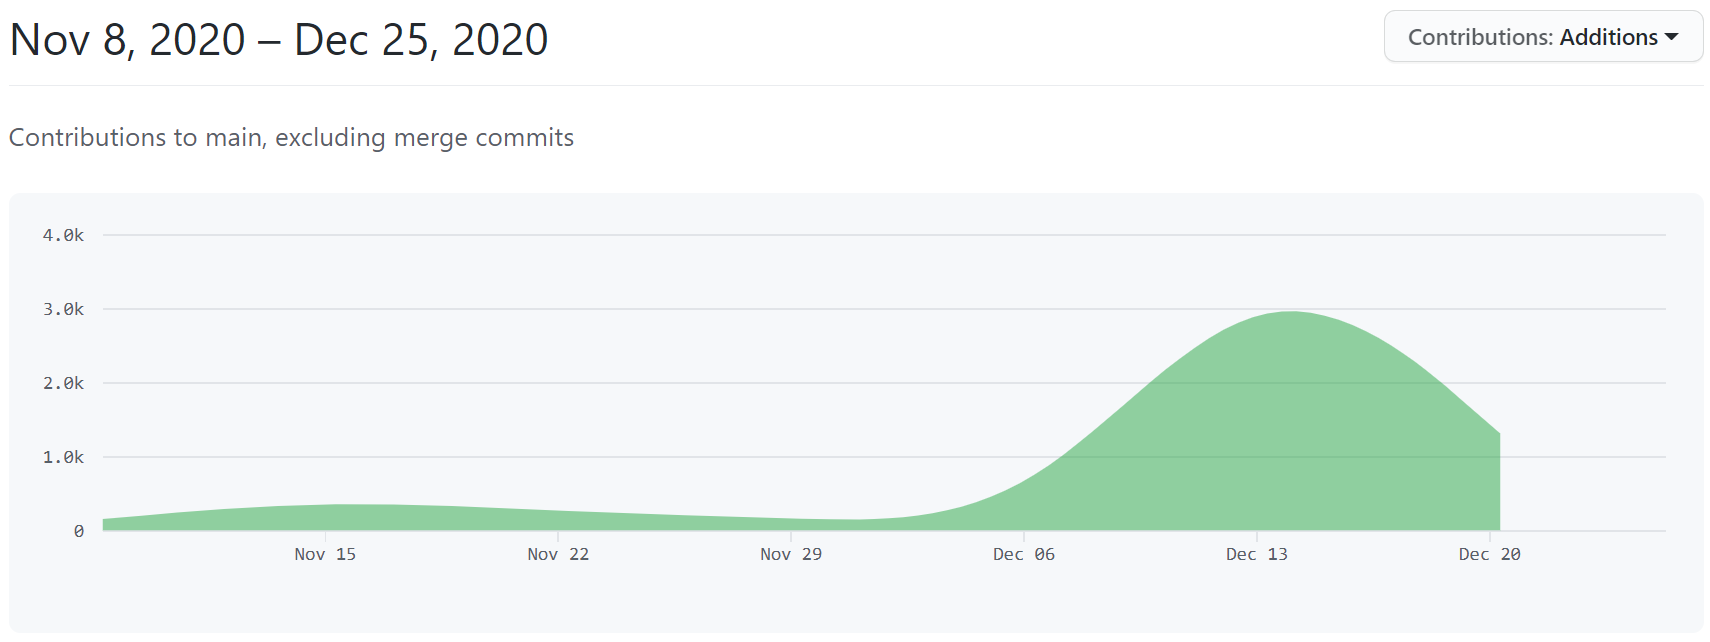 Nov 8, 2020 – Dec 25, 2020
Contributions: Additions
Contributions to main, excluding merge commits
4.0k
3.0k
2.0k
1.0k
0
Nov 15 Nov 22 Nov 29 Dec 06 Dec 13 Dec 20